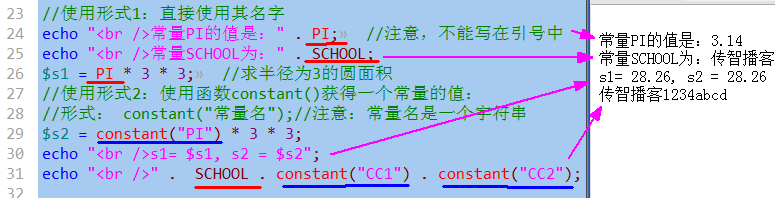 23 //使用形式1：直接使用其名字
24 echo "<br />常量PI的值是：" . PI;» //注意，不能写在引号中
25 echo "<br />常量SCHOOL为：" . SCHOOL;
26 $s1 = PI * 3 * 3;» //求半径为3的圆面积
27 //使用形式2：使用函数constant()获得一个常量的值：
28 //形式： constant("常量名");//注意：常量名是一个字符串
29 $s2 = constant("PI") * 3 * 3;
30 echo "<br />s1= $s1, s2 = $s2";
31 echo "<br />" . SCHOOL . constant("CC1") . constant("CC2");
32
常量PI的值是：3.14
常量SCHOOL为：传智播客
s1= 28.26, s2 = 28.26
传智播客1234abcd